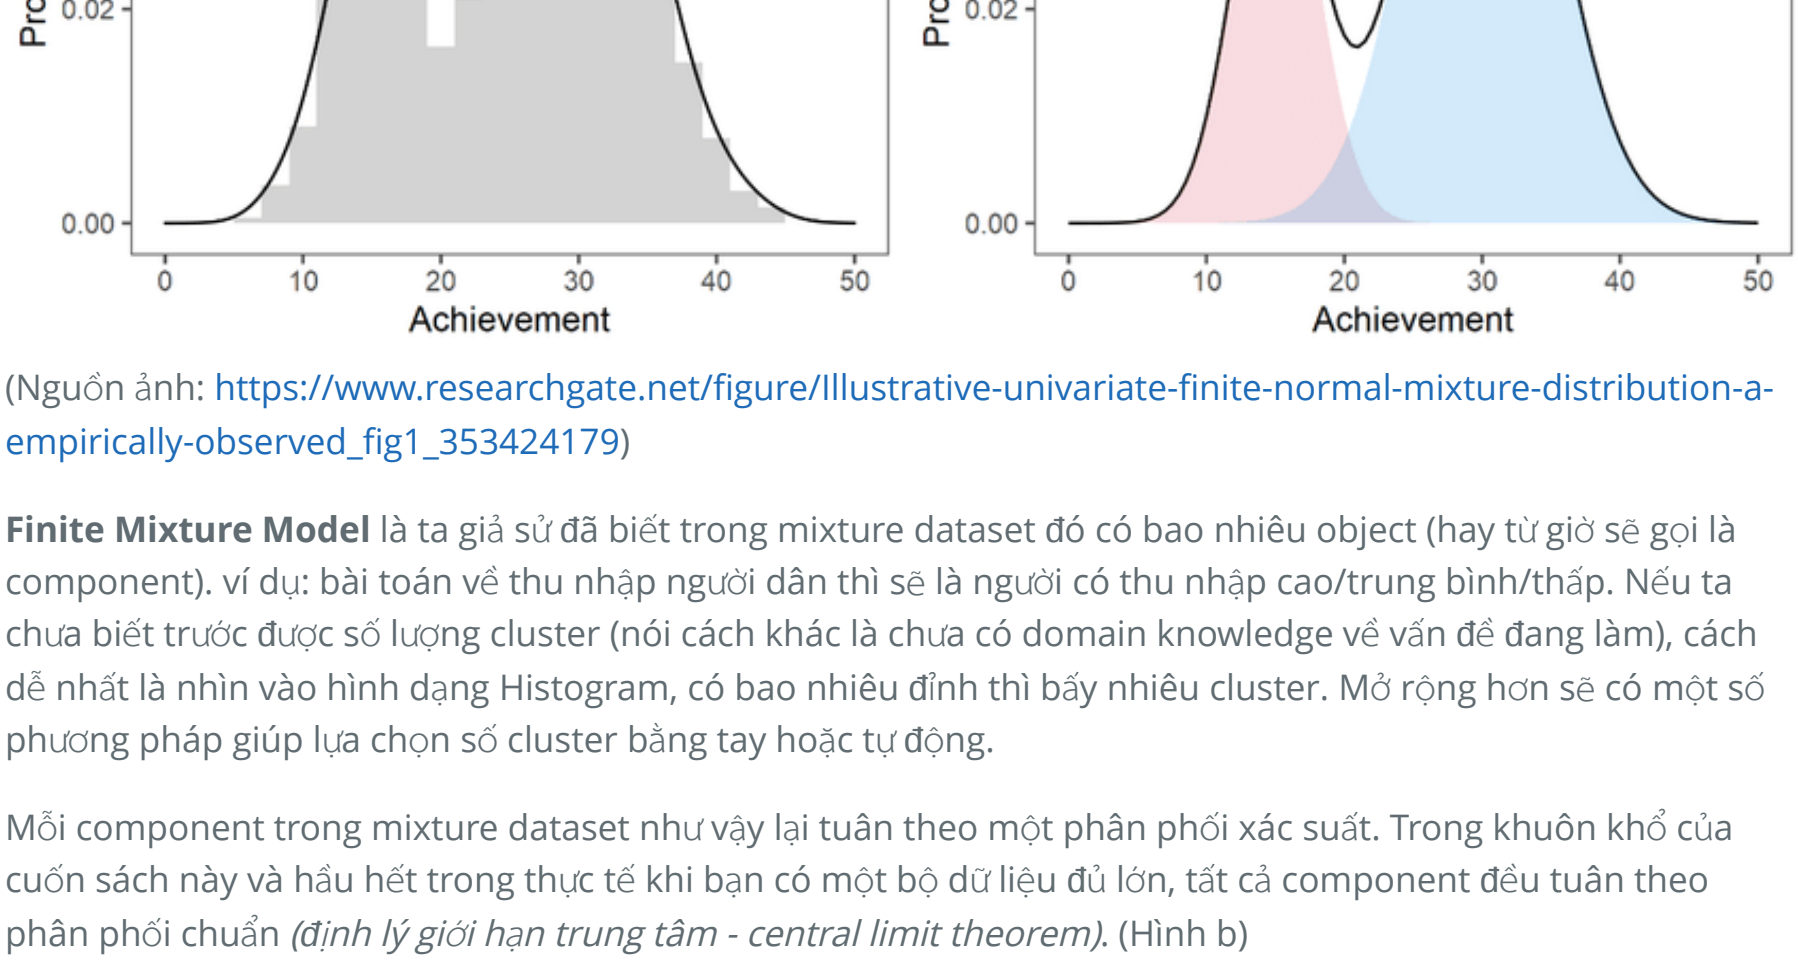 Pro
0.02
0.00
0 10 20 30 40 50
Achievement
Pro
0.02
0.00
0 10 20 30 40 50
Achievement
(Nguồn ảnh: https://www.researchgate.net/figure/Illustrative-univariate-finite-normal-mixture-distribution-a-
empirically-observed_fig1_353424179)
Finite Mixture Model là ta giả sử đã biết trong mixture dataset đó có bao nhiêu object (hay từ giờ sẽ gọi là
component). ví dụ: bài toán về thu nhập người dân thì sẽ là người có thu nhập cao/trung bình/thấp. Nếu ta
chưa biết trước được số lượng cluster (nói cách khác là chưa có domain knowledge về vấn đề đang làm), cách
dễ nhất là nhìn vào hình dạng Histogram, có bao nhiêu đỉnh thì bấy nhiêu cluster. Mở rộng hơn sẽ có một số
phương pháp giúp lựa chọn số cluster bằng tay hoặc tự động.
Mỗi component trong mixture dataset như vậy lại tuân theo một phân phối xác suất. Trong khuôn khổ của
cuốn sách này và hầu hết trong thực tế khi bạn có một bộ dữ liệu đủ lớn, tất cả component đều tuân theo
phân phối chuẩn (định lý giới hạn trung tâm - central limit theorem). (Hình b)